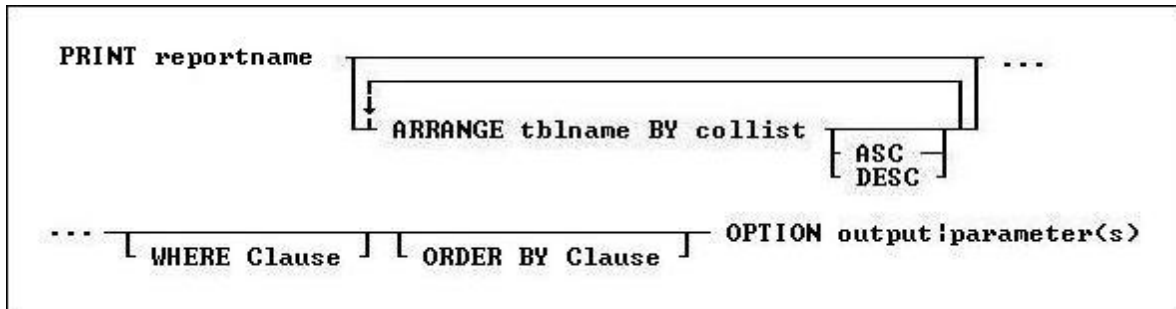 PRINT reportname ...
ARRANGE tblname BY collist
ASC
DESC
... OPTION output¦parameter(s)
WHERE Clause ORDER BY Clause